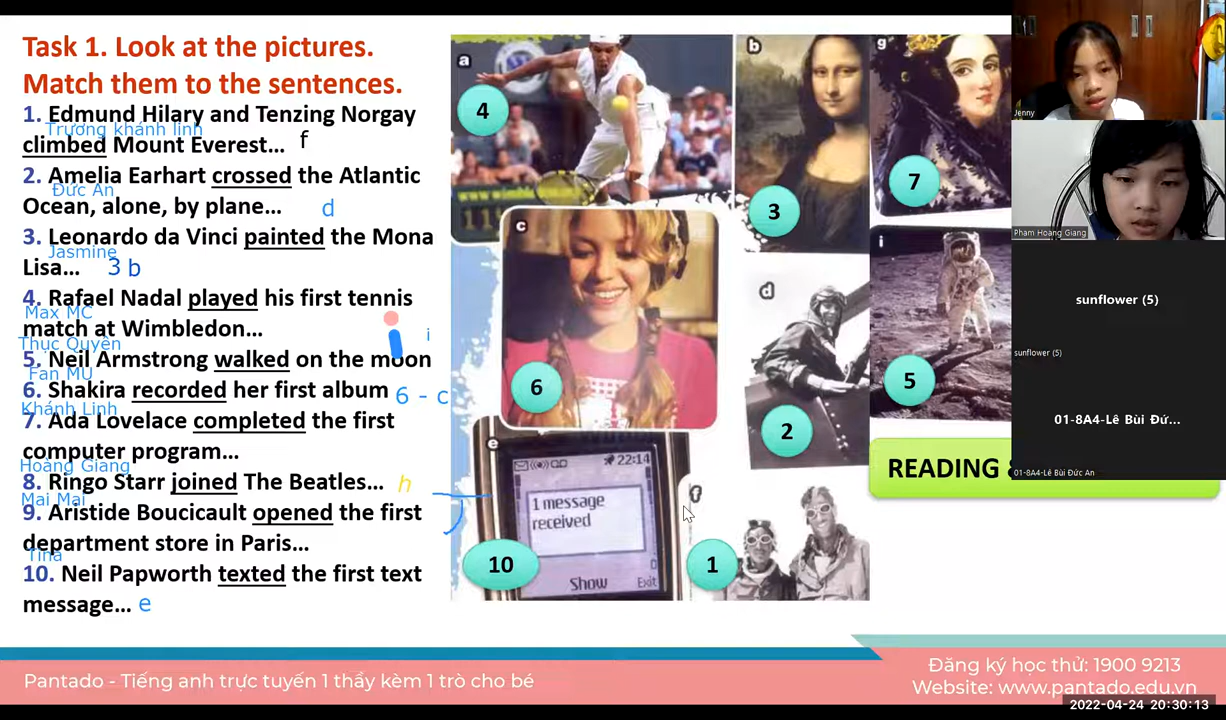 Task 1. Look at the pictures.
Match them to the sentences.
1. Edmund Hilary and Tenzing Norgay
Trương khánh linh
climbed Mount Everest... f
2. Amelia Earhart crossed the Atlantic
Đức An
Ocean, alone, by plane... d
3. Leonardo da Vinci painted the Mona
Jasmine
Lisa... 3 b
4. Rafael Nadal played his first tennis
Max MC
match at Wimbledon...
i
Thục Quyên
5. Neil Armstrong walked on the moon
Fan MU
6. Shakira recorded her first album 6 - c
Khánh Linh
7. Ada Lovelace completed the first
computer program...
Hoàng Giang
8. Ringo Starr joined The Beatles... h
Mai Mai
9. Aristide Boucicault opened the first
department store in Paris...
Tina
10. Neil Papworth texted the first text
message... e
a
4
b
3
g
7
c
6
d
2
i
5
e
22:14
1 message
received
Show
Exit
10
f
1
READING
Jenny
Pham Hoang Giang
sunflower (5)
sunflower (5)
01-8A4-Lê Bùi Đứ...
01-8A4-Lê Bùi Đức An
Pantado - Tiếng anh trực tuyến 1 thầy kèm 1 trò cho bé
Đăng ký học thử: 1900 9213
Website: www.pantado.edu.vn
2022-04-24 20:30:13